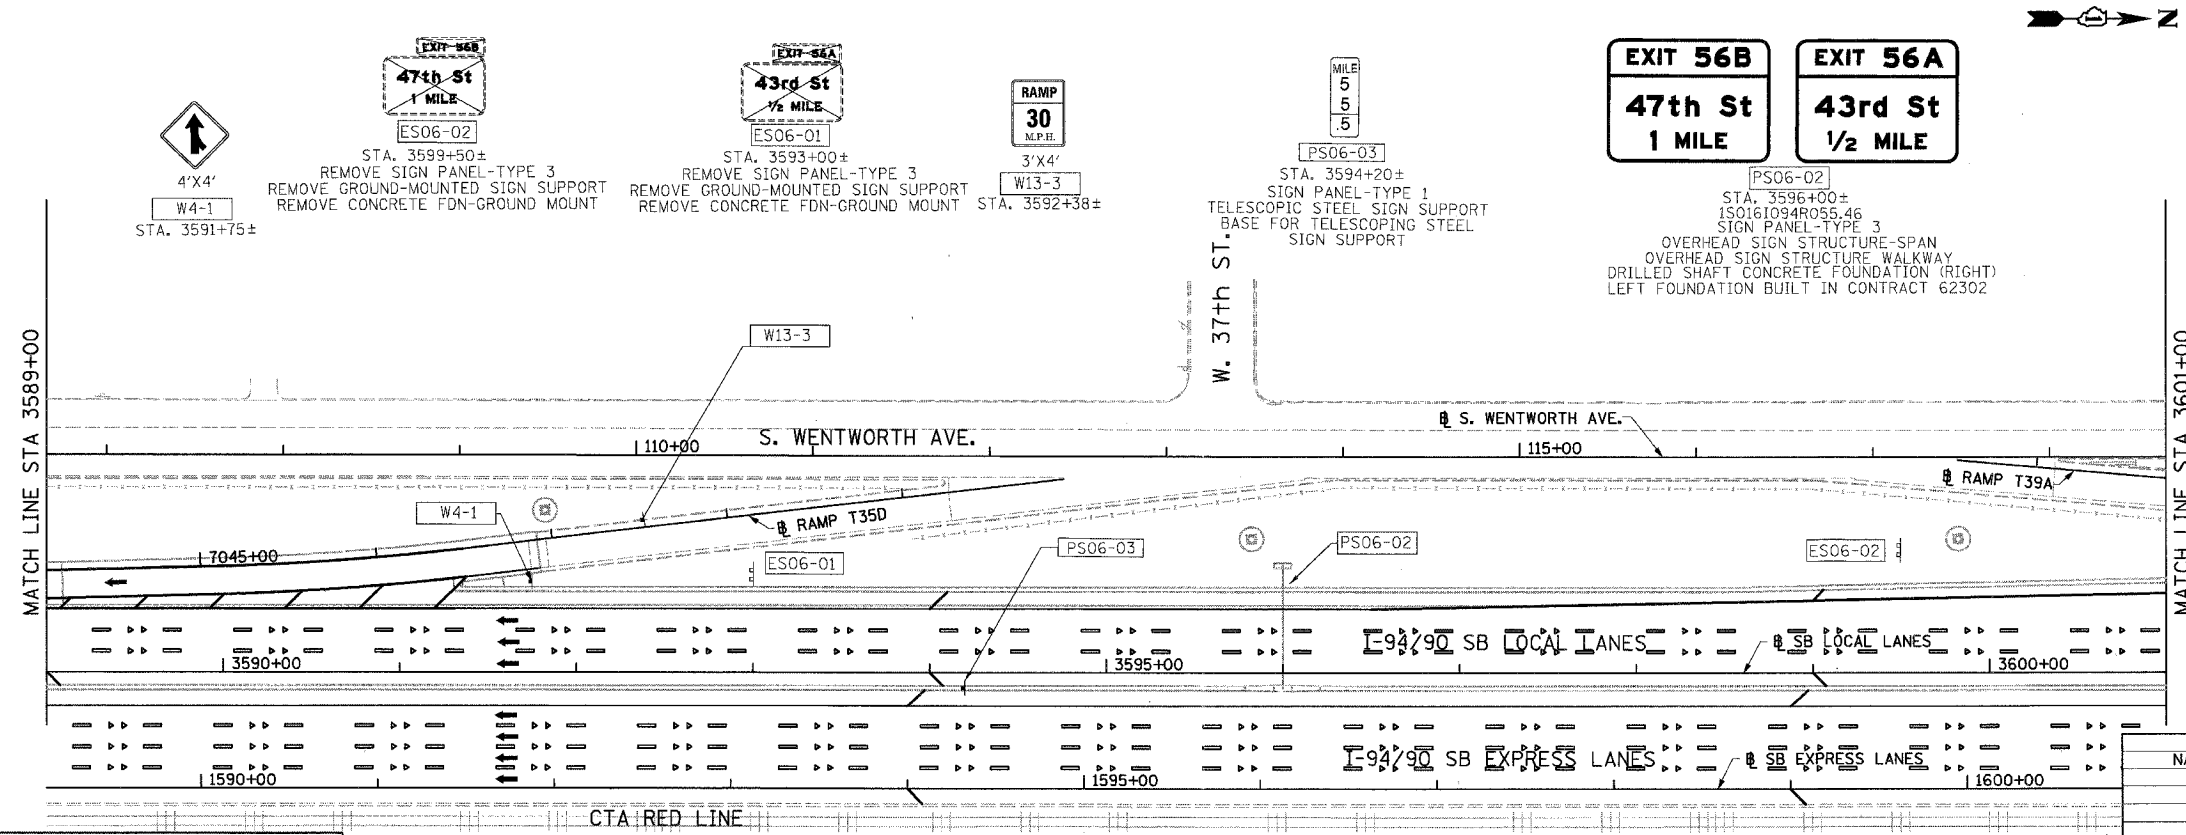 N
EXIT 56B
47th St
1 MILE
ES06-02
STA. 3599+50±
REMOVE SIGN PANEL-TYPE 3
REMOVE GROUND-MOUNTED SIGN SUPPORT
REMOVE CONCRETE FDN-GROUND MOUNT
EXIT 56A
43rd St
1/2 MILE
ES06-01
STA. 3593+00±
REMOVE SIGN PANEL-TYPE 3
REMOVE GROUND-MOUNTED SIGN SUPPORT
REMOVE CONCRETE FDN-GROUND MOUNT
4'X4'
W4-1
STA. 3591+75±
RAMP
30
M.P.H.
3'X4'
W13-3
STA. 3592+38±
MILE
5
5
.5
PS06-03
STA. 3594+20±
SIGN PANEL-TYPE 1
TELESCOPIC STEEL SIGN SUPPORT
BASE FOR TELESCOPING STEEL
SIGN SUPPORT
EXIT 56B
47th St
1 MILE
EXIT 56A
43rd St
1/2 MILE
PS06-02
STA. 3596+00±
1S016I094R055.46
SIGN PANEL-TYPE 3
OVERHEAD SIGN STRUCTURE-SPAN
OVERHEAD SIGN STRUCTURE WALKWAY
DRILLED SHAFT CONCRETE FOUNDATION (RIGHT)
LEFT FOUNDATION BUILT IN CONTRACT 62302
MATCH LINE STA 3589+00
W. 37th ST.
MATCH LINE STA 3601+00
W13-3
110+00
S. WENTWORTH AVE.
℄ S. WENTWORTH AVE.
115+00
W4-1
℄ RAMP T35D
℄ RAMP T39A
7045+00
ES06-01
PS06-03
PS06-02
ES06-02
I-94/90 SB LOCAL LANES
℄ SB LOCAL LANES
3590+00
3595+00
3600+00
I-94/90 SB EXPRESS LANES
℄ SB EXPRESS LANES
1590+00
1595+00
1600+00
CTA RED LINE
NA